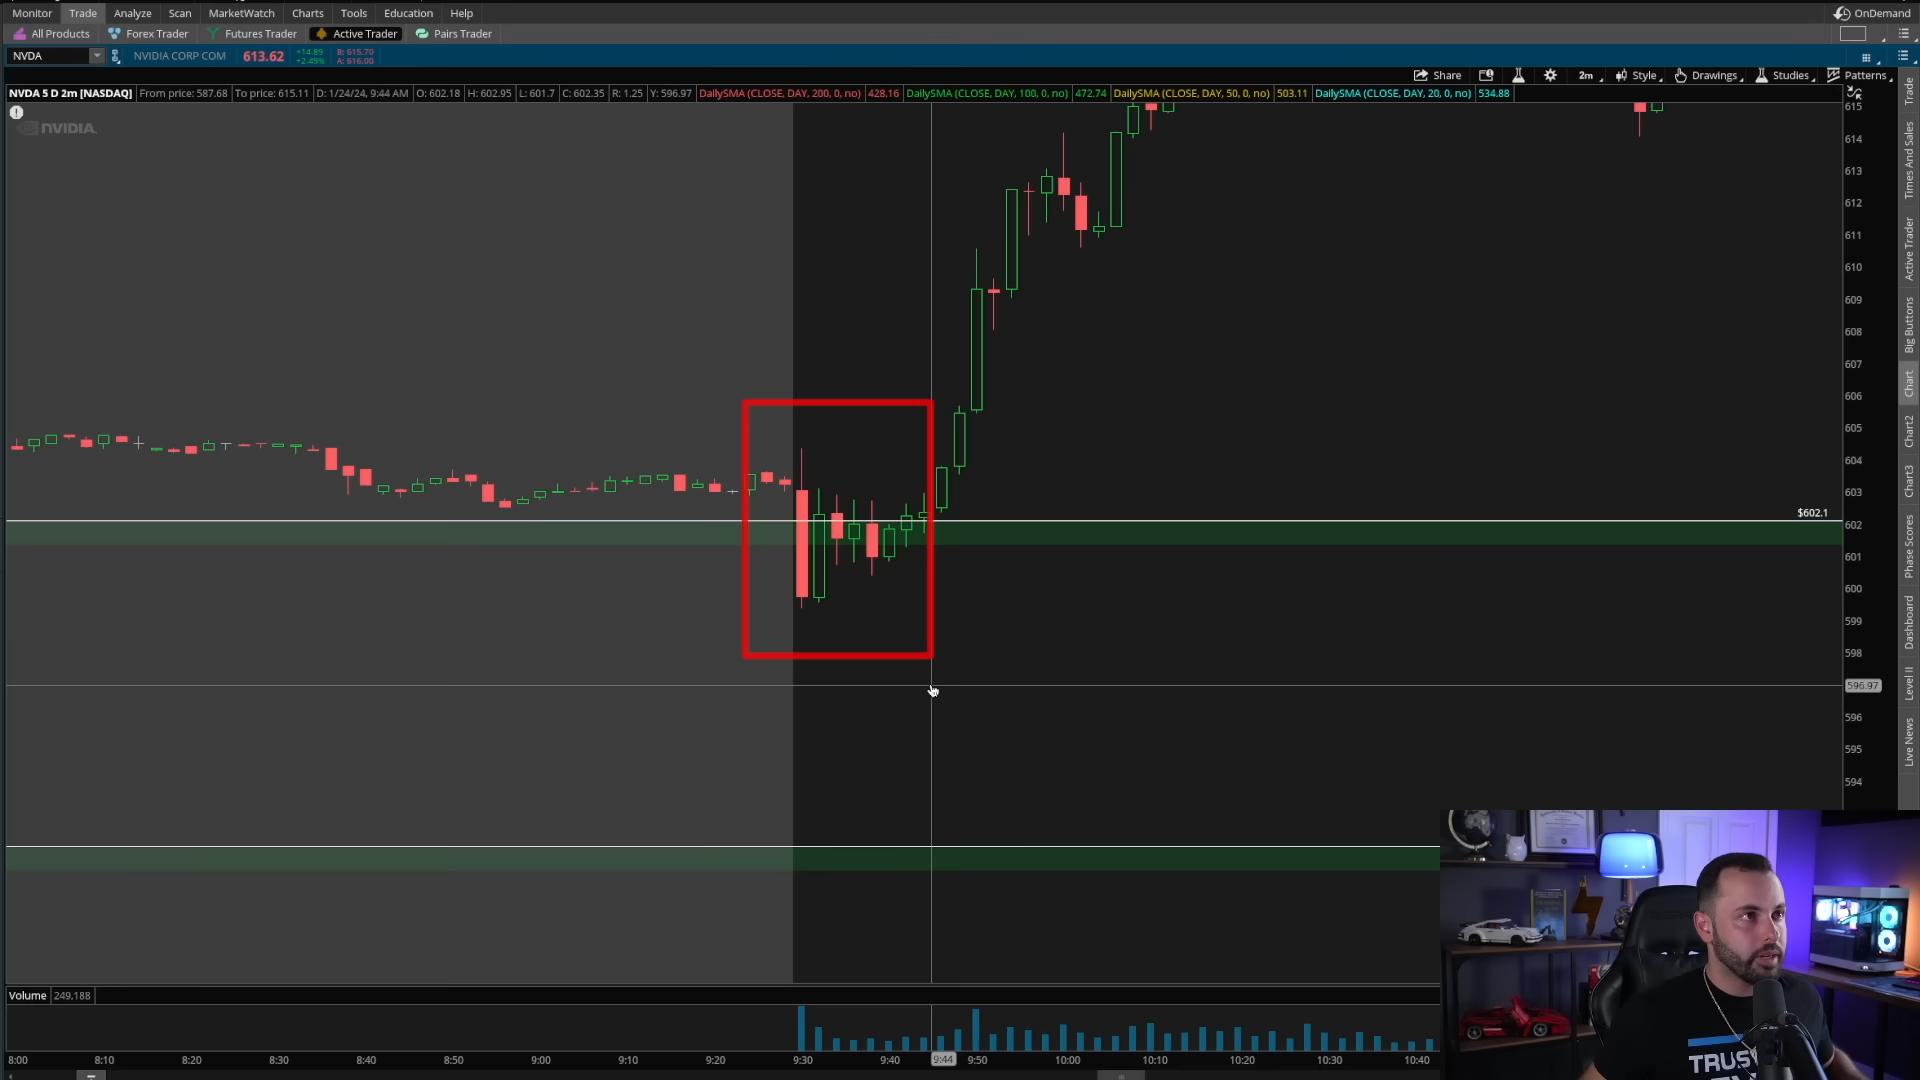 Monitor Trade Analyze Scan MarketWatch Charts Tools Education Help OnDemand
All Products Forex Trader Futures Trader Active Trader Pairs Trader
NVDA NVIDIA CORP COM 613.62 +14.89 +2.49% B: 615.70 A: 616.00
Share 2m Style Drawings Studies Patterns
NVDA 5 D 2m [NASDAQ] From price: 587.68 To price: 615.11 D: 1/24/24, 9:44 AM O: 602.18 H: 602.95 L: 601.7 C: 602.35 R: 1.25 Y: 596.97 DailySMA (CLOSE, DAY, 200, 0, no) 428.16 DailySMA (CLOSE, DAY, 100, 0, no) 472.74 DailySMA (CLOSE, DAY, 50, 0, no) 503.11 DailySMA (CLOSE, DAY, 20, 0, no) 534.88
NVIDIA.
615
614
613
612
611
610
609
608
607
606
605
604
603
$602.1
602
601
600
599
598
596.97
596
595
594
Trade
Times And Sales
Active Trader
Big Buttons
Chart
Chart2
Chart3
Phase Scores
Dashboard
Level II
Live News
Volume 249,188
8:00 8:10 8:20 8:30 8:40 8:50 9:00 9:10 9:20 9:30 9:40 9:44 9:50 10:00 10:10 10:20 10:30 10:40
TRUS